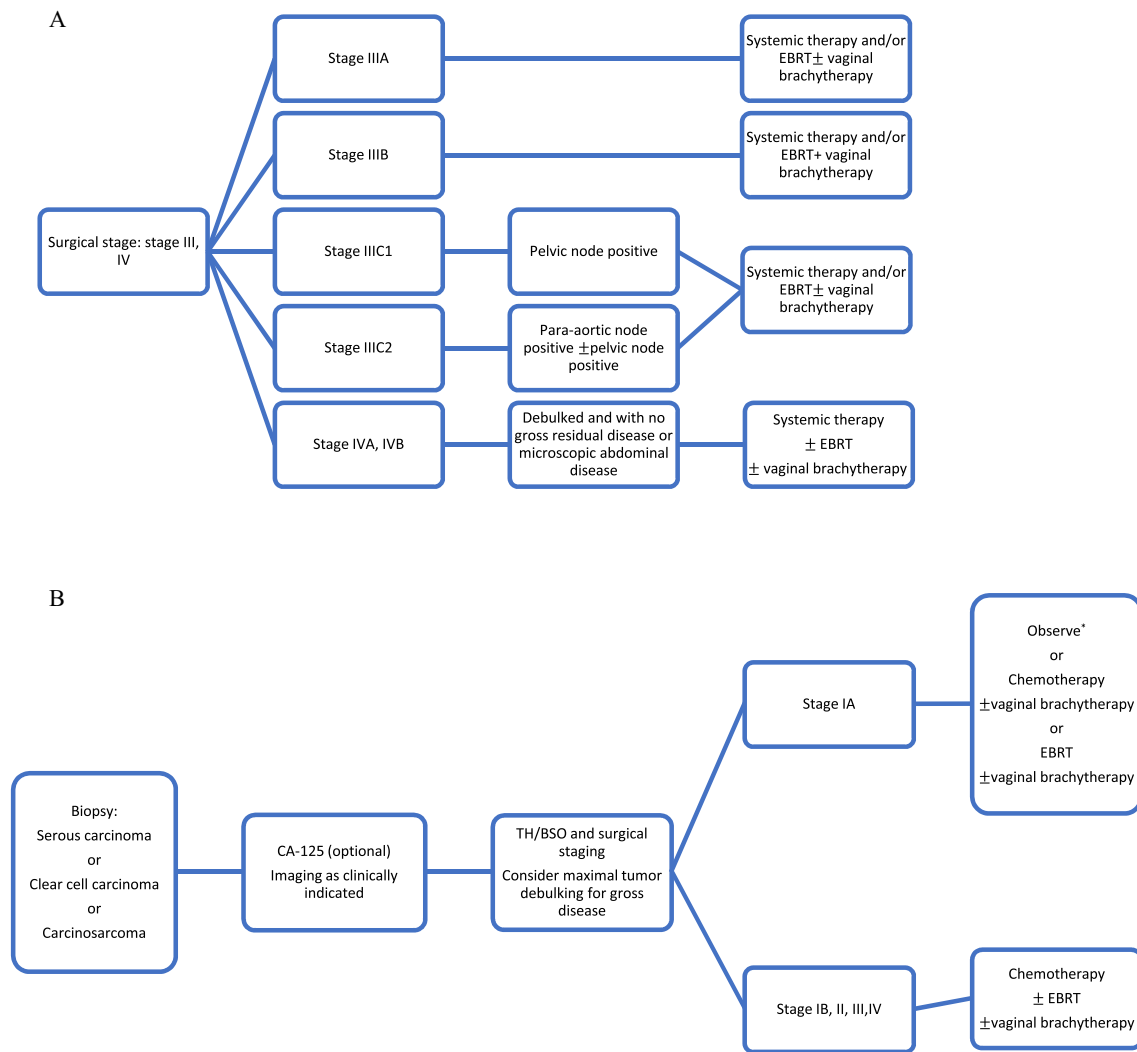 A
Stage IIIA
Systemic therapy and/or
EBRT± vaginal
brachytherapy
Stage IIIB
Systemic therapy and/or
EBRT+ vaginal
brachytherapy
Surgical stage: stage III,
IV
Stage IIIC1
Pelvic node positive
Systemic therapy and/or
EBRT± vaginal
brachytherapy
Stage IIIC2
Para-aortic node
positive ±pelvic node
positive
Stage IVA, IVB
Debulked and with no
gross residual disease or
microscopic abdominal
disease
Systemic therapy
± EBRT
± vaginal brachytherapy
B
Biopsy:
Serous carcinoma
or
Clear cell carcinoma
or
Carcinosarcoma
CA-125 (optional)
Imaging as clinically
indicated
TH/BSO and surgical
staging
Consider maximal tumor
debulking for gross
disease
Stage IA
Observe*
or
Chemotherapy
±vaginal brachytherapy
or
EBRT
±vaginal brachytherapy
Stage IB, II, III,IV
Chemotherapy
± EBRT
±vaginal brachytherapy